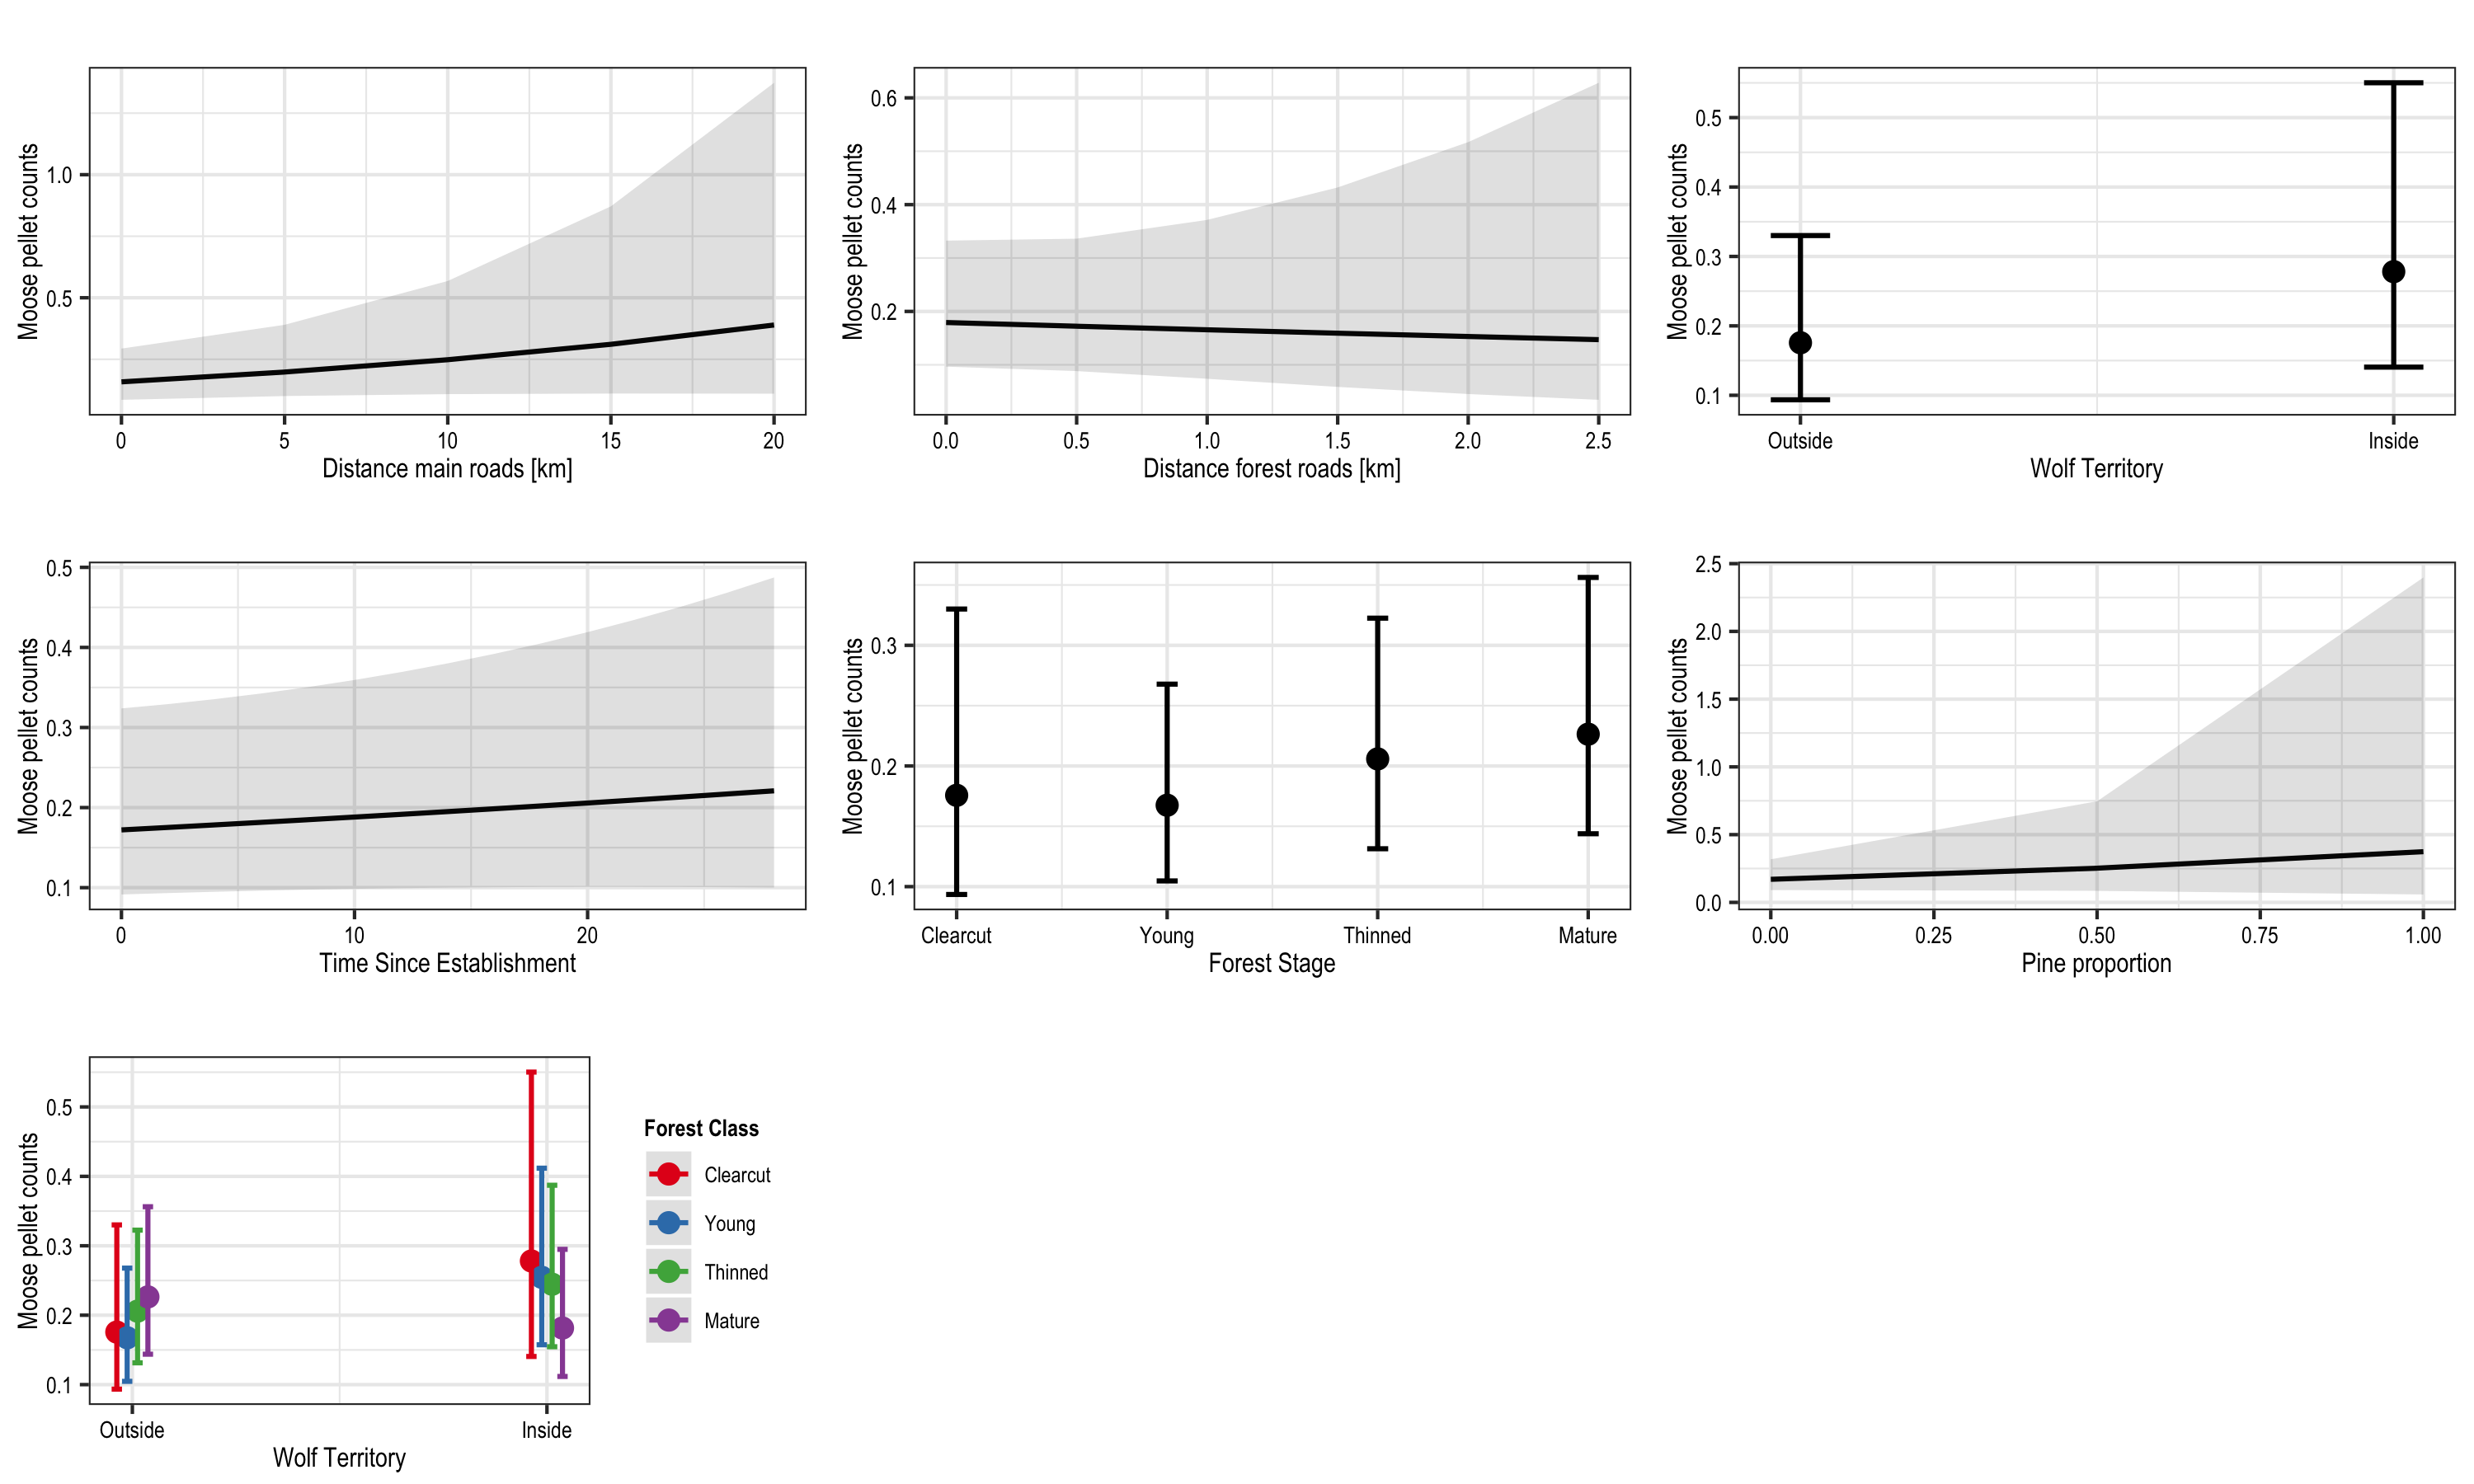 Moose pellet counts
1.0
0.5
0 5 10 15 20
Distance main roads [km]
Moose pellet counts
0.6
0.4
0.2
0.0 0.5 1.0 1.5 2.0 2.5
Distance forest roads [km]
Moose pellet counts
0.5
0.4
0.3
0.2
0.1
Outside Inside
Wolf Territory
Moose pellet counts
0.5
0.4
0.3
0.2
0.1
0 10 20
Time Since Establishment
Moose pellet counts
0.3
0.2
0.1
Clearcut Young Thinned Mature
Forest Stage
Moose pellet counts
2.5
2.0
1.5
1.0
0.5
0.0
0.00 0.25 0.50 0.75 1.00
Pine proportion
Moose pellet counts
0.5
0.4
0.3
0.2
0.1
Outside Inside
Wolf Territory
Forest Class
Clearcut
Young
Thinned
Mature